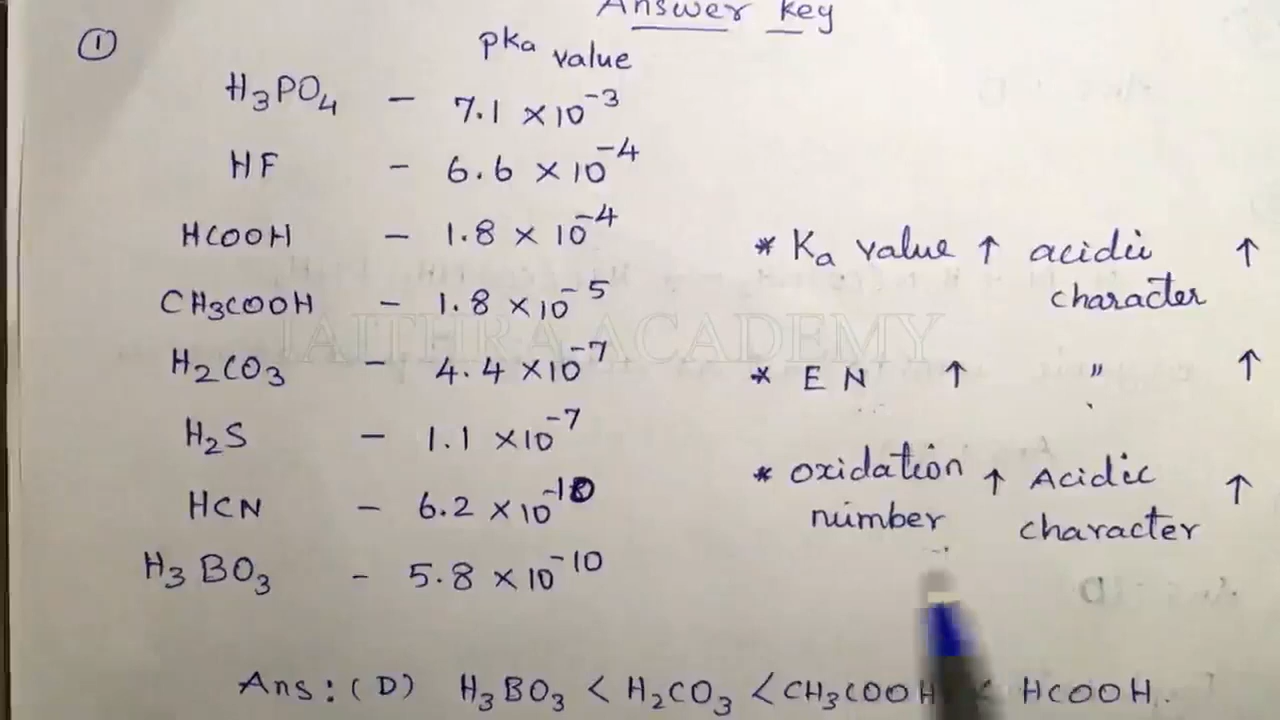 Answer Key
① pKa value
H₃PO₄ - 7.1 × 10⁻³
HF - 6.6 × 10⁻⁴
HCOOH - 1.8 × 10⁻⁴
CH₃COOH - 1.8 × 10⁻⁵
H₂CO₃ - 4.4 × 10⁻⁷
H₂S - 1.1 × 10⁻⁷
HCN - 6.2 × 10⁻¹⁰
H₃BO₃ - 5.8 × 10⁻¹⁰
* Ka value ↑ acidic ↑
character
* EN ↑ " ↑
* Oxidation ↑ Acidic ↑
number character
JAITHRA ACADEMY
Ans : (D) H₃BO₃ < H₂CO₃ < CH₃COOH < HCOOH.